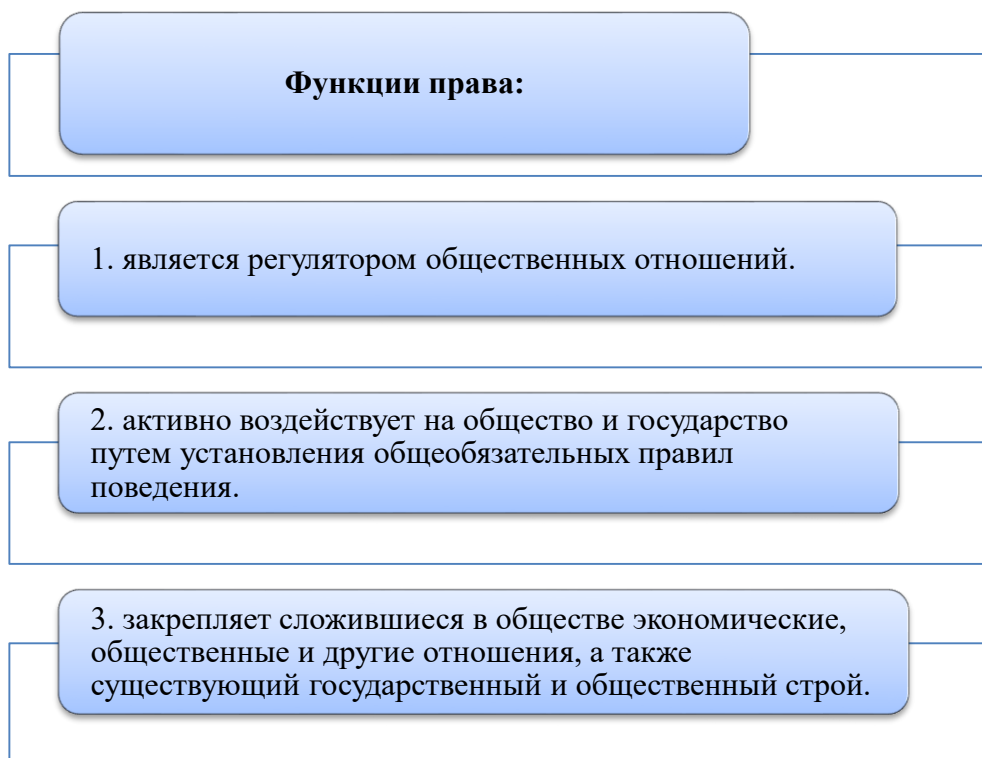 Функции права:
1. является регулятором общественных отношений.
2. активно воздействует на общество и государство
путем установления общеобязательных правил
поведения.
3. закрепляет сложившиеся в обществе экономические,
общественные и другие отношения, а также
существующий государственный и общественный строй.